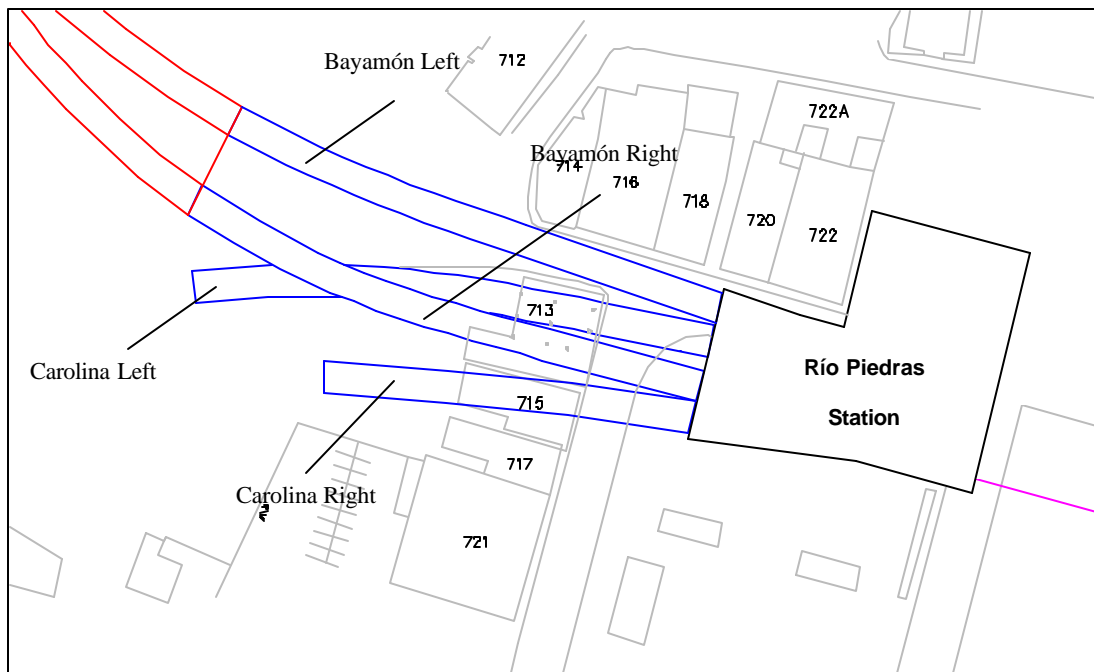 712
Bayamón Left
722A
Bayamón Right
714
716
718
720
722
713
Carolina Left
Río Piedras
Station
715
717
Carolina Right
721